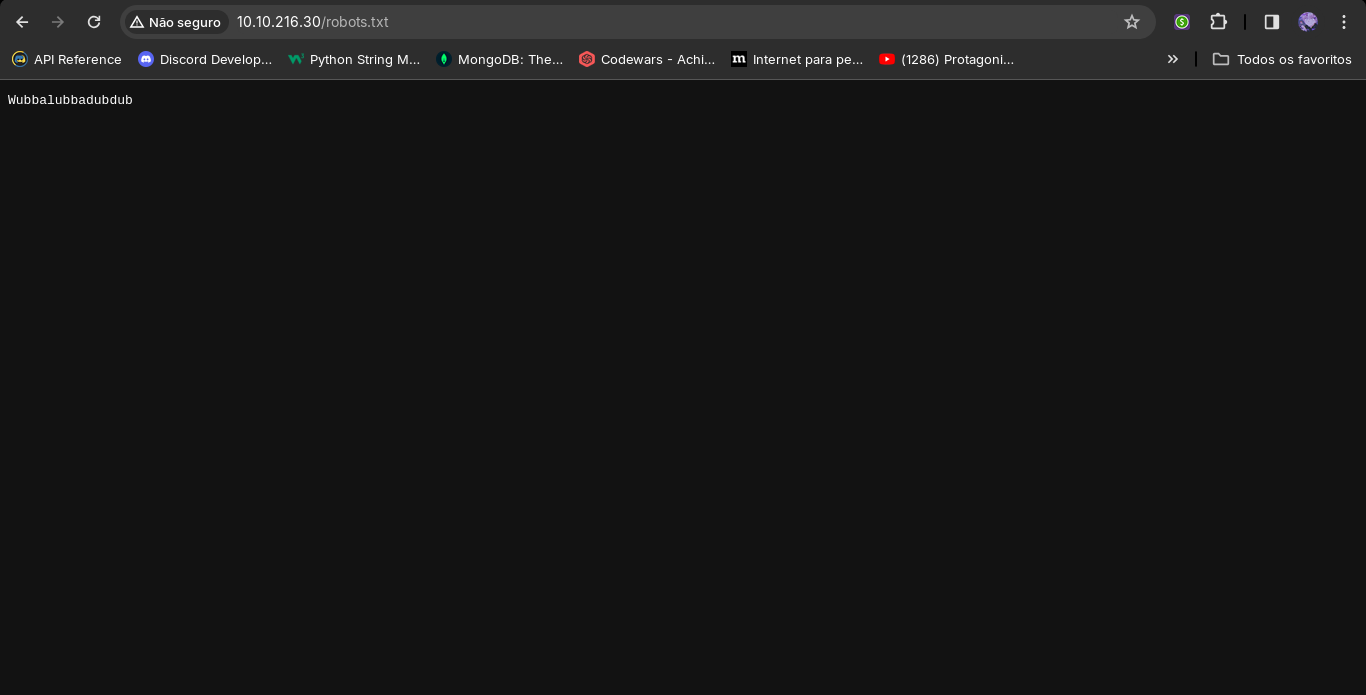 Não seguro 10.10.216.30/robots.txt
API Reference Discord Develop... Python String M... MongoDB: The... Codewars - Achi... Internet para pe... (1286) Protagoni... Todos os favoritos
Wubbalubbadubdub